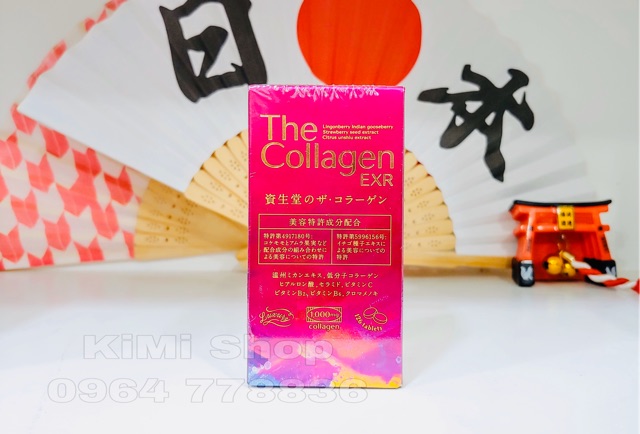 日本
The
Lingonberry Indian gooseberry
Strawberry seed extract
Citrus unshiu extract
Collagen
EXR
資生堂のザ・コラーゲン
美容特許成分配合
特許第4917180号:
コケモモとアムラ果実など
配合成分の組み合わせに
よる美容についての特許
特許第5996156号:
イチゴ種子エキスに
よる美容についての
特許
温州ミカンエキス、低分子コラーゲン
ヒアルロン酸、セラミド、ビタミンC
ビタミンB₂、ビタミンB₆、クロマメノキ
Luxury
1,000mg
collagen
126 tablets
KiMi Shop
0964 778836